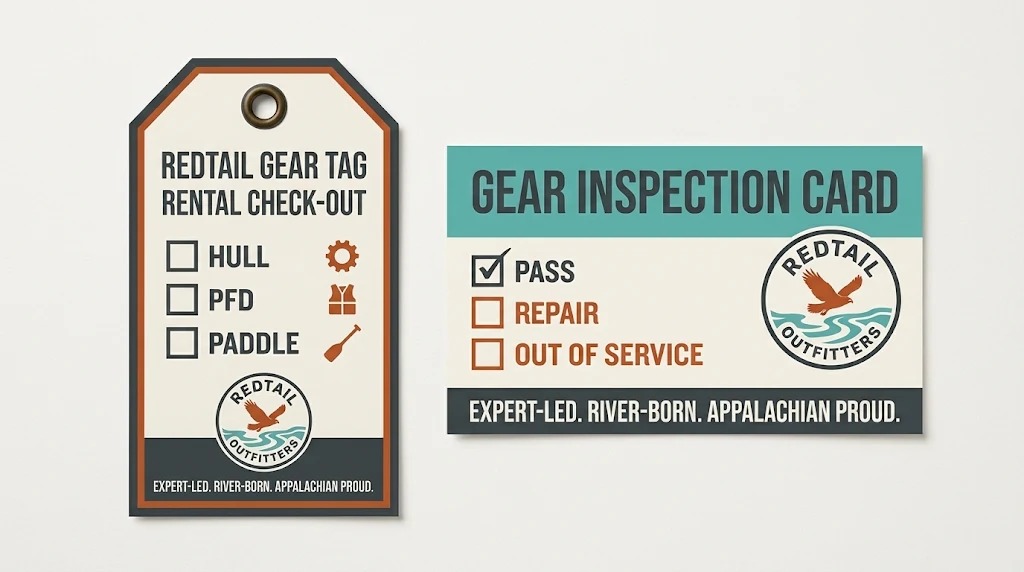 REDTAIL GEAR TAG
RENTAL CHECK-OUT
HULL
PFD
PADDLE
REDTAIL
OUTFITTERS
EXPERT-LED. RIVER-BORN. APPALACHIAN PROUD.
GEAR INSPECTION CARD
PASS
REPAIR
OUT OF SERVICE
REDTAIL
OUTFITTERS
EXPERT-LED. RIVER-BORN. APPALACHIAN PROUD.